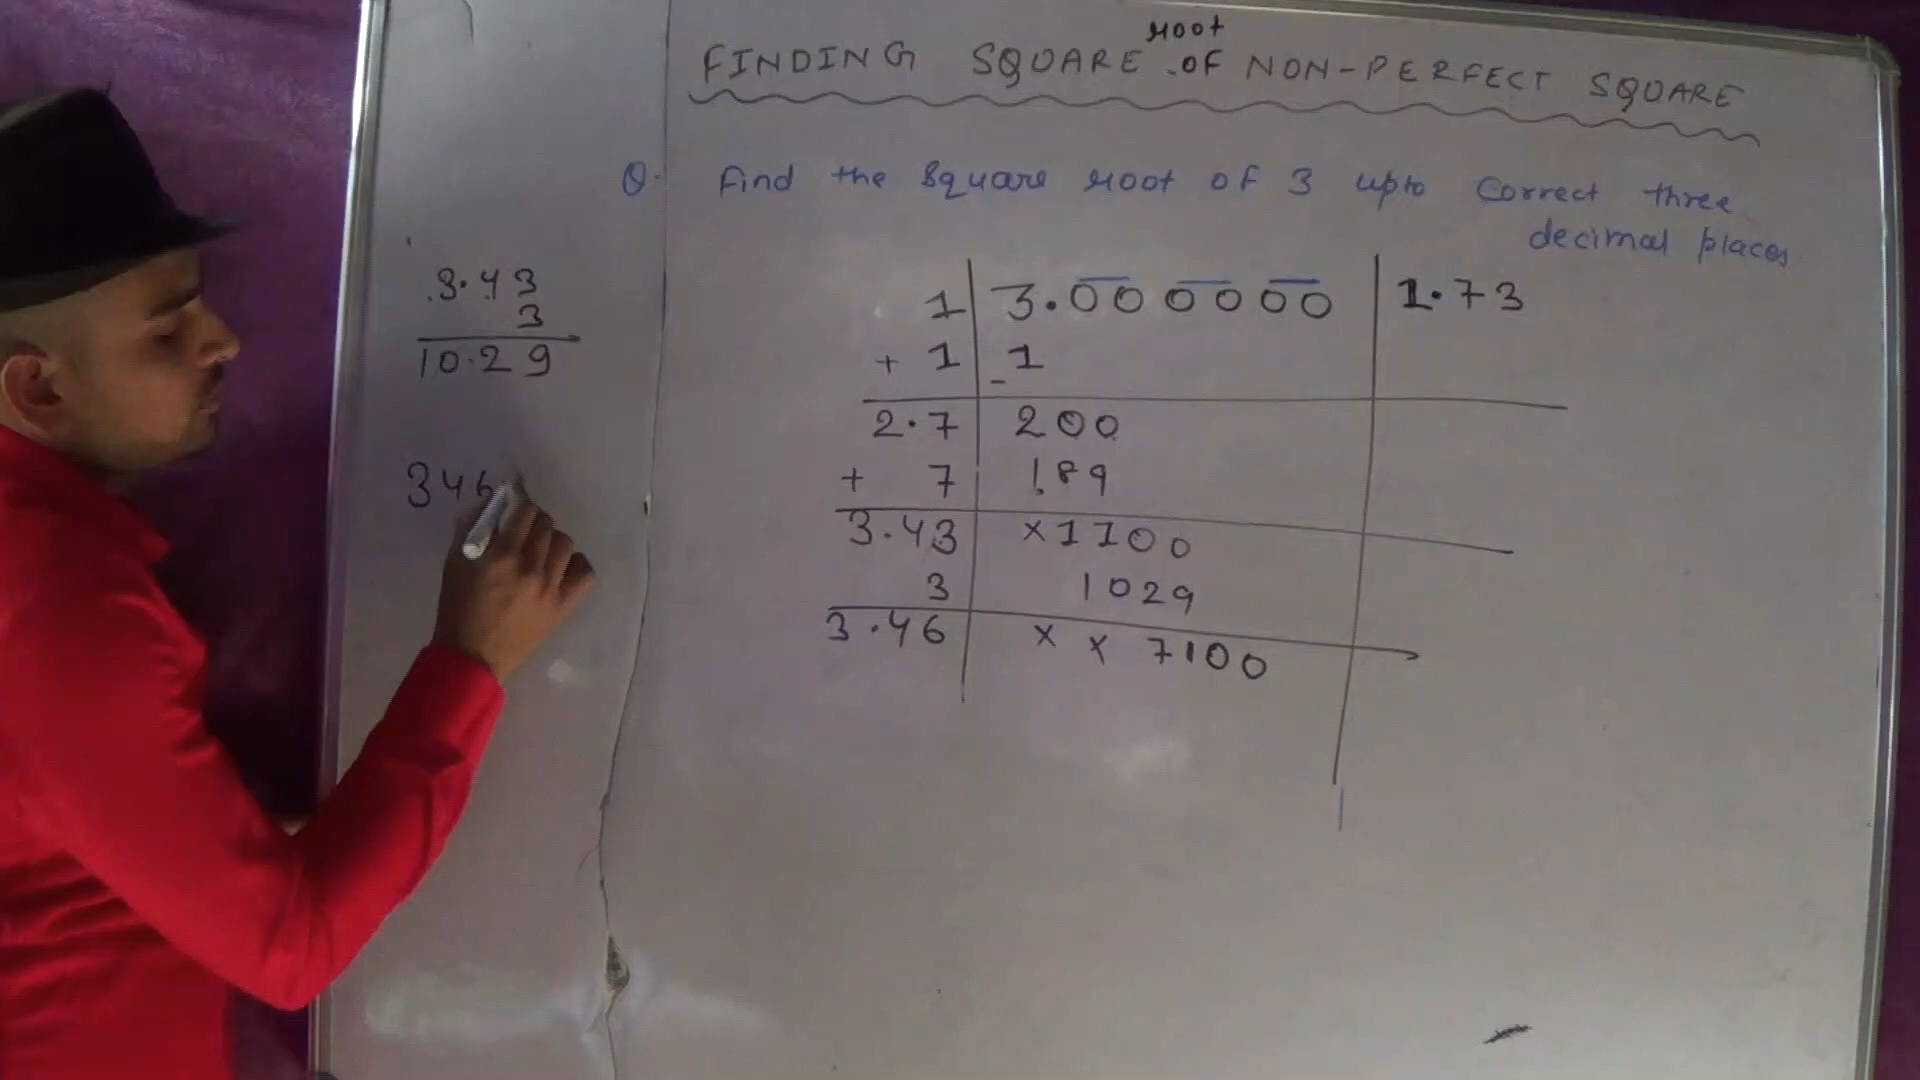 FINDING SQUARE root OF NON-PERFECT SQUARE
Q. Find the Square root of 3 upto correct three
decimal places
3.43
3
10.29
346
1 3.000000 1.73
+ 1 - 1
2.7 200
+ 7 189
3.43 x1100
3 1029
3.46 x x 7100